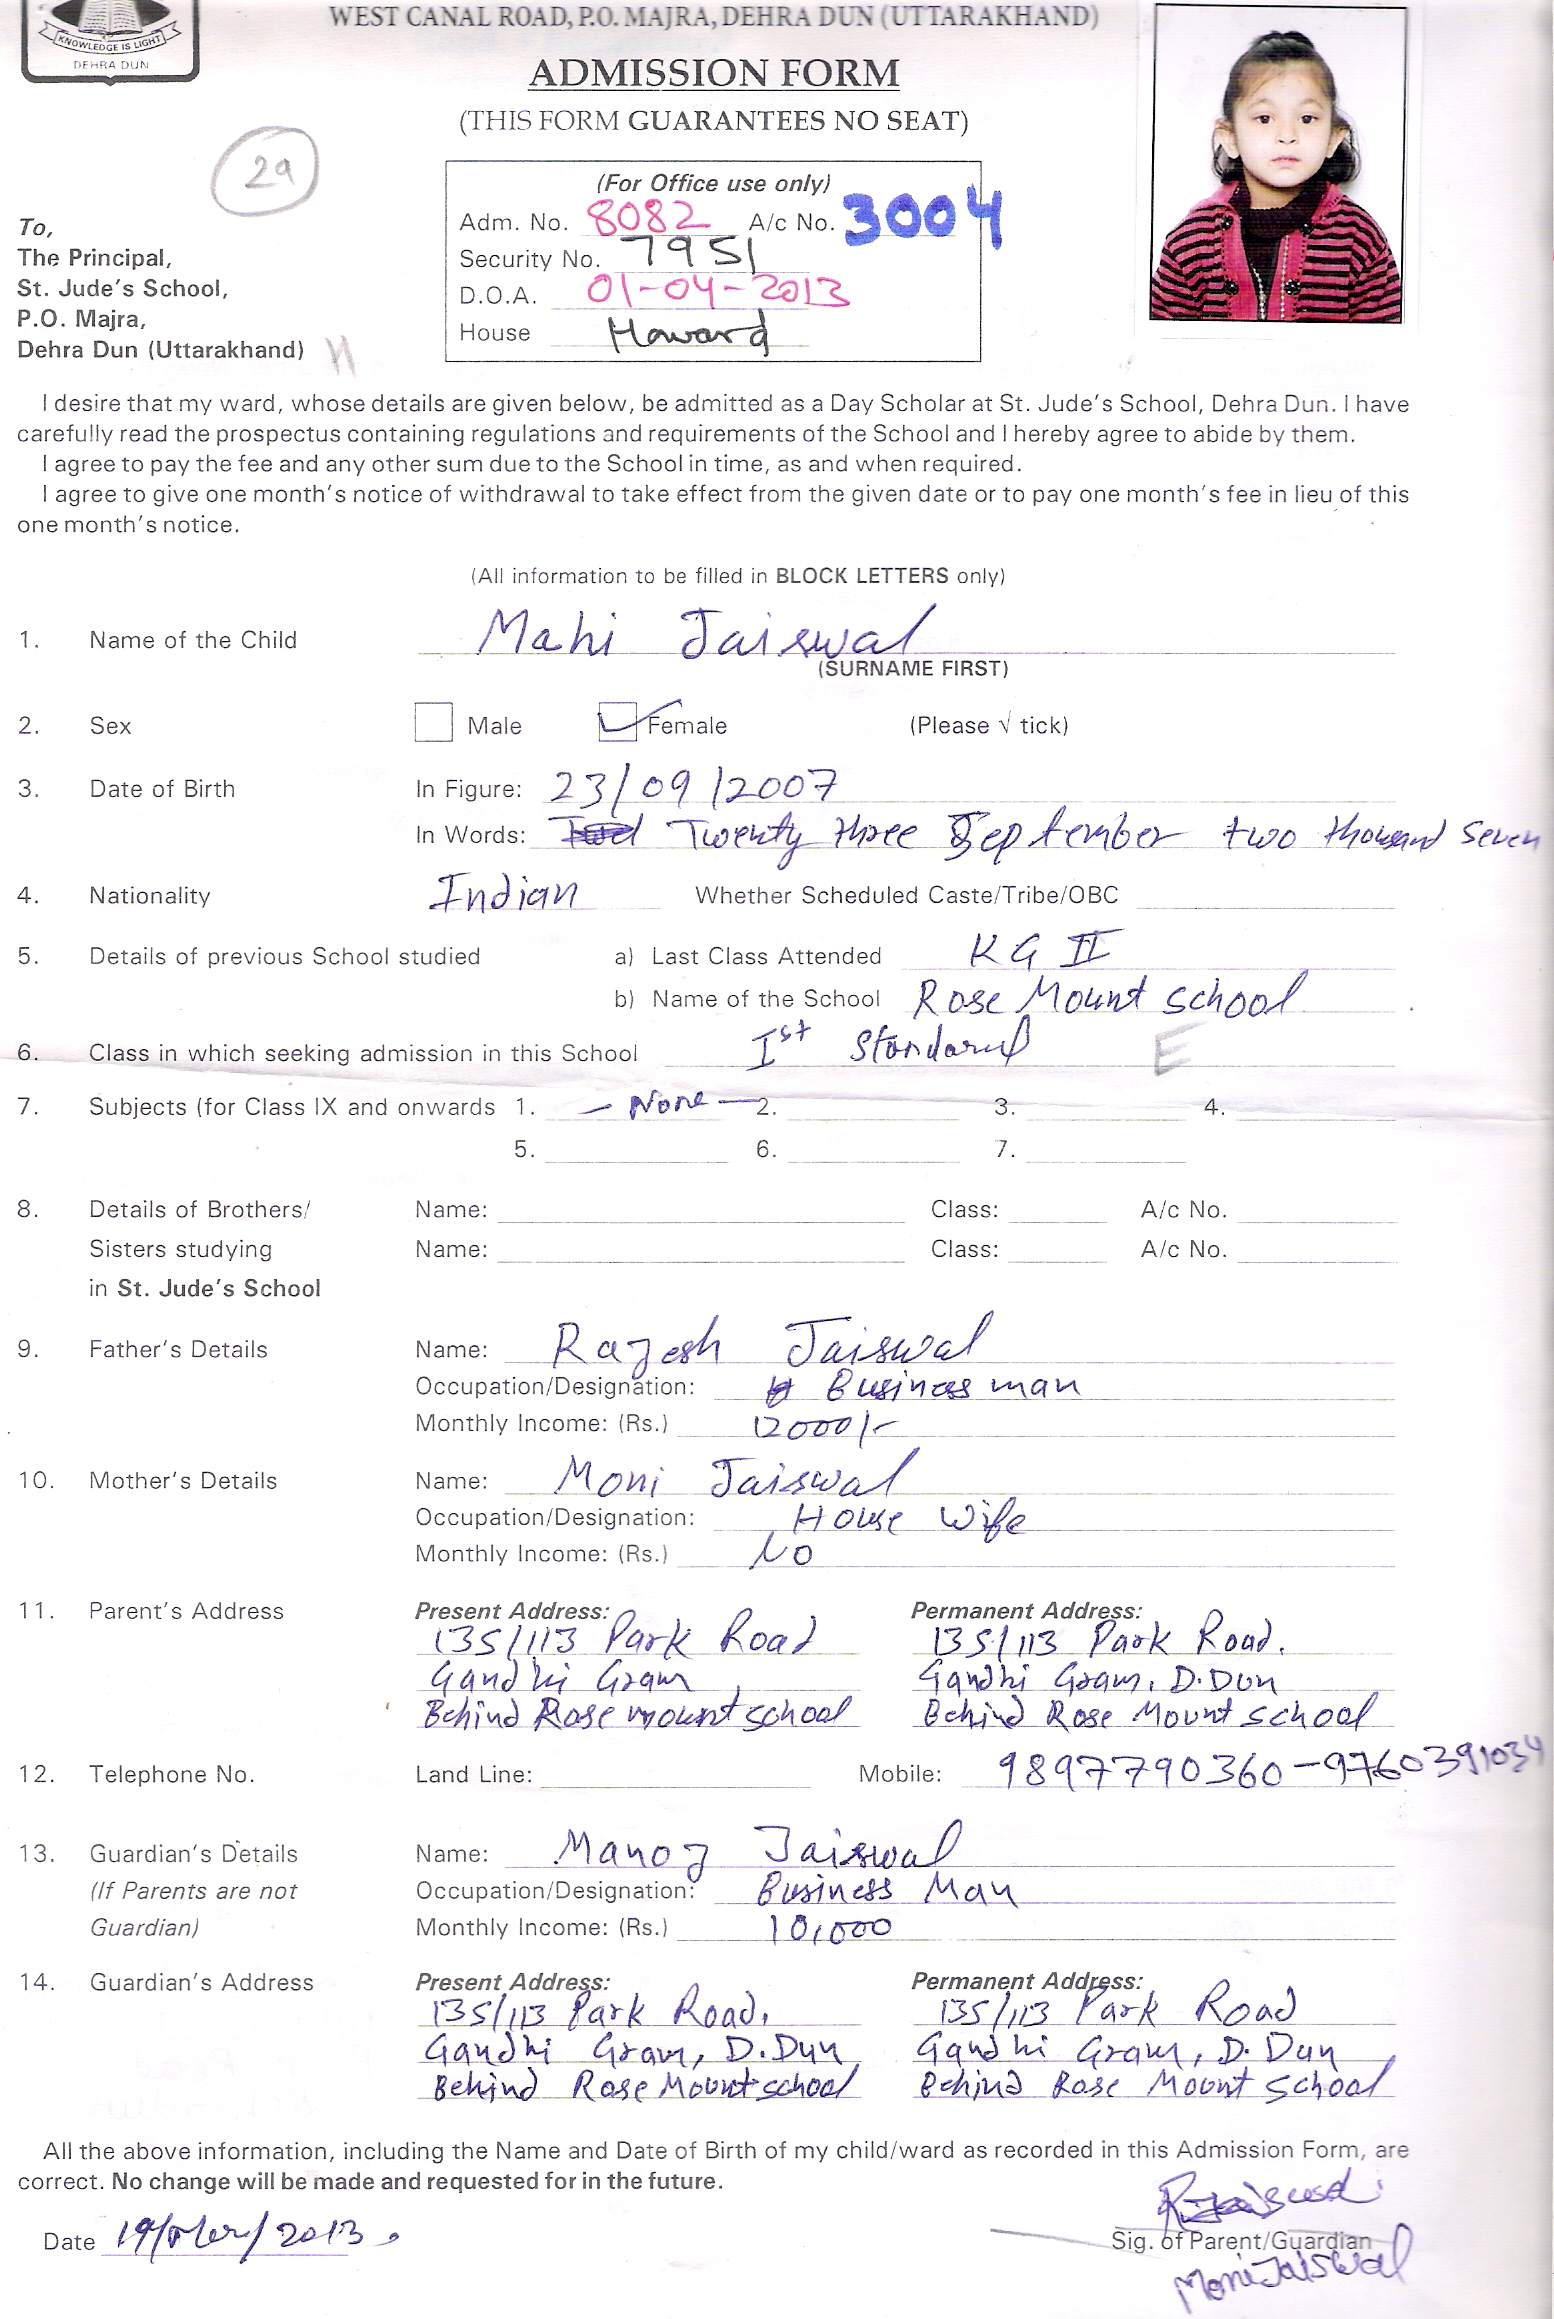 WEST CANAL ROAD, P.O. MAJRA, DEHRA DUN (UTTARAKHAND)
KNOWLEDGE IS LIGHT
DEHRA DUN
ADMISSION FORM
(THIS FORM GUARANTEES NO SEAT)
29
(For Office use only)
Adm. No. 8082 A/c No. 3004
Security No. 7951
D.O.A. 01-04-2013
House Howard
To,
The Principal,
St. Jude's School,
P.O. Majra,
Dehra Dun (Uttarakhand)
I desire that my ward, whose details are given below, be admitted as a Day Scholar at St. Jude's School, Dehra Dun. I have
carefully read the prospectus containing regulations and requirements of the School and I hereby agree to abide by them.
I agree to pay the fee and any other sum due to the School in time, as and when required.
I agree to give one month's notice of withdrawal to take effect from the given date or to pay one month's fee in lieu of this
one month's notice.
(All information to be filled in BLOCK LETTERS only)
1. Name of the Child Mahi Jaiswal
(SURNAME FIRST)
2. Sex Male Female (Please √ tick)
3. Date of Birth In Figure: 23/09/2007
In Words: Twenty three September two thousand seven
4. Nationality Indian Whether Scheduled Caste/Tribe/OBC
5. Details of previous School studied a) Last Class Attended KG II
b) Name of the School Rose Mount School
6. Class in which seeking admission in this School Ist Standard E
7. Subjects (for Class IX and onwards 1. - None - 2. 3. 4.
5. 6. 7.
8. Details of Brothers/ Name: Class: A/c No.
Sisters studying Name: Class: A/c No.
in St. Jude's School
9. Father's Details Name: Rajesh Jaiswal
Occupation/Designation: Business man
Monthly Income: (Rs.) 12000/-
10. Mother's Details Name: Moni Jaiswal
Occupation/Designation: House Wife
Monthly Income: (Rs.) No
11. Parent's Address Present Address: Permanent Address:
135/113 Park Road 135/113 Park Road.
Gandhi Gram Gandhi Gram, D.Dun
Behind Rose mount school Behind Rose Mount school
12. Telephone No. Land Line: Mobile: 9897790360-9760391034
13. Guardian's Details Name: Manoj Jaiswal
(If Parents are not Occupation/Designation: Business Man
Guardian) Monthly Income: (Rs.) 10,000
14. Guardian's Address Present Address: Permanent Address:
135/113 Park Road, 135/113 Park Road
Gandhi Gram, D.Dun Gandhi Gram, D. Dun
Behind Rose Mount school Behind Rose Mount School
All the above information, including the Name and Date of Birth of my child/ward as recorded in this Admission Form, are
correct. No change will be made and requested for in the future.
Date 19/Mar/2013.
Sig. of Parent/Guardian
Moni Jaiswal